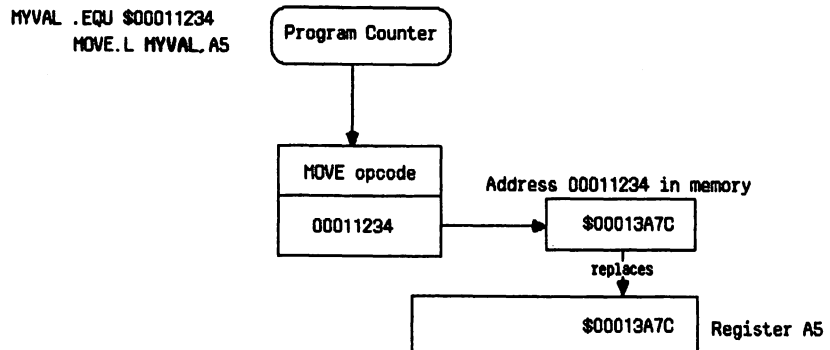 MYVAL .EQU $00011234
MOVE.L MYVAL,A5
Program Counter
MOVE opcode
00011234
Address 00011234 in memory
$00013A7C
replaces
$00013A7C
Register A5